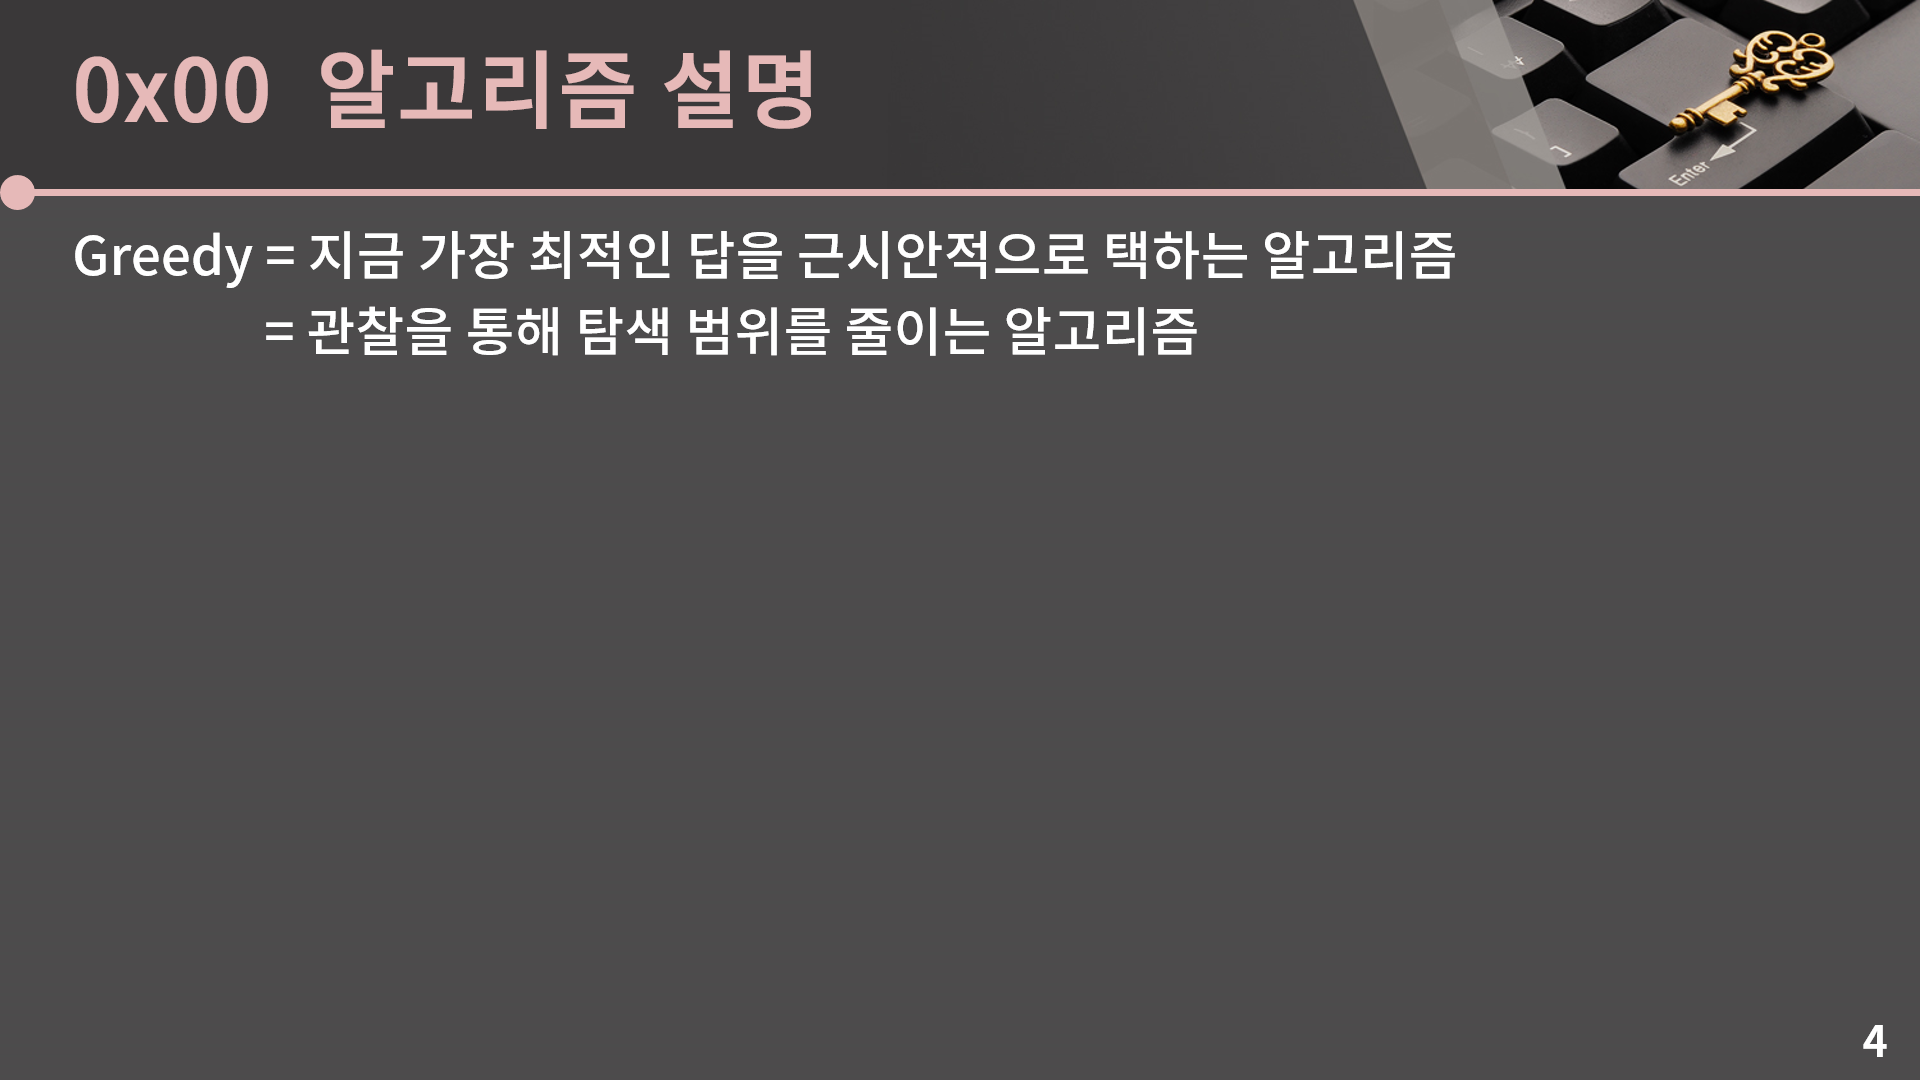 0x00 알고리즘 설명
Enter
Greedy = 지금 가장 최적인 답을 근시안적으로 택하는 알고리즘
= 관찰을 통해 탐색 범위를 줄이는 알고리즘
4